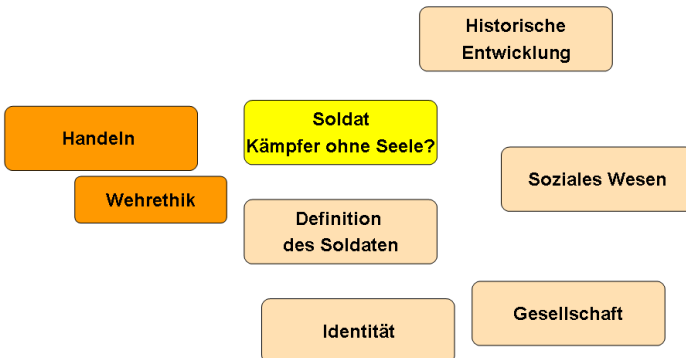 Historische
Entwicklung
Soldat
Kämpfer ohne Seele?
Handeln
Soziales Wesen
Wehrethik
Definition
des Soldaten
Gesellschaft
Identität